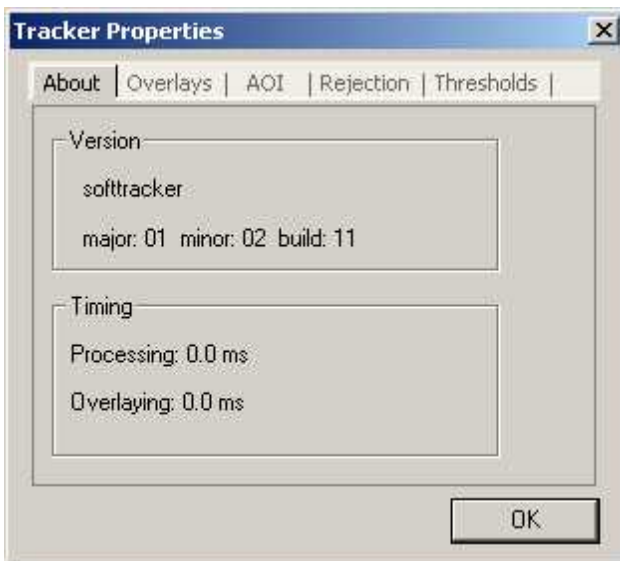 Tracker Properties
About | Overlays | AOI | Rejection | Thresholds |
Version
softtracker
major: 01 minor: 02 build: 11
Timing
Processing: 0.0 ms
Overlaying: 0.0 ms
OK